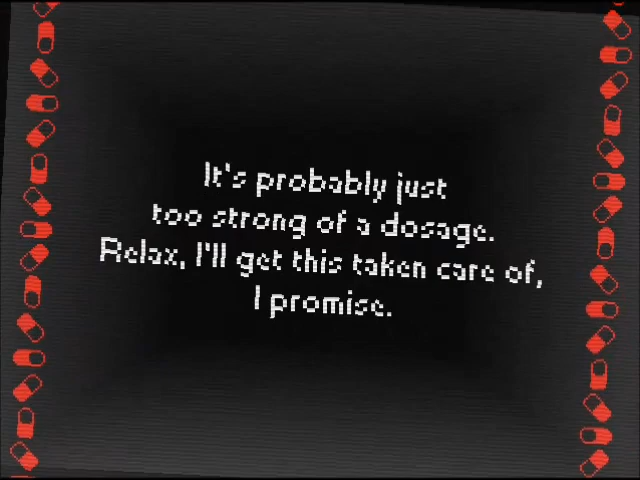 It's probably just
too strong of a dosage.
Relax, I'll get this taken care of,
I promise.